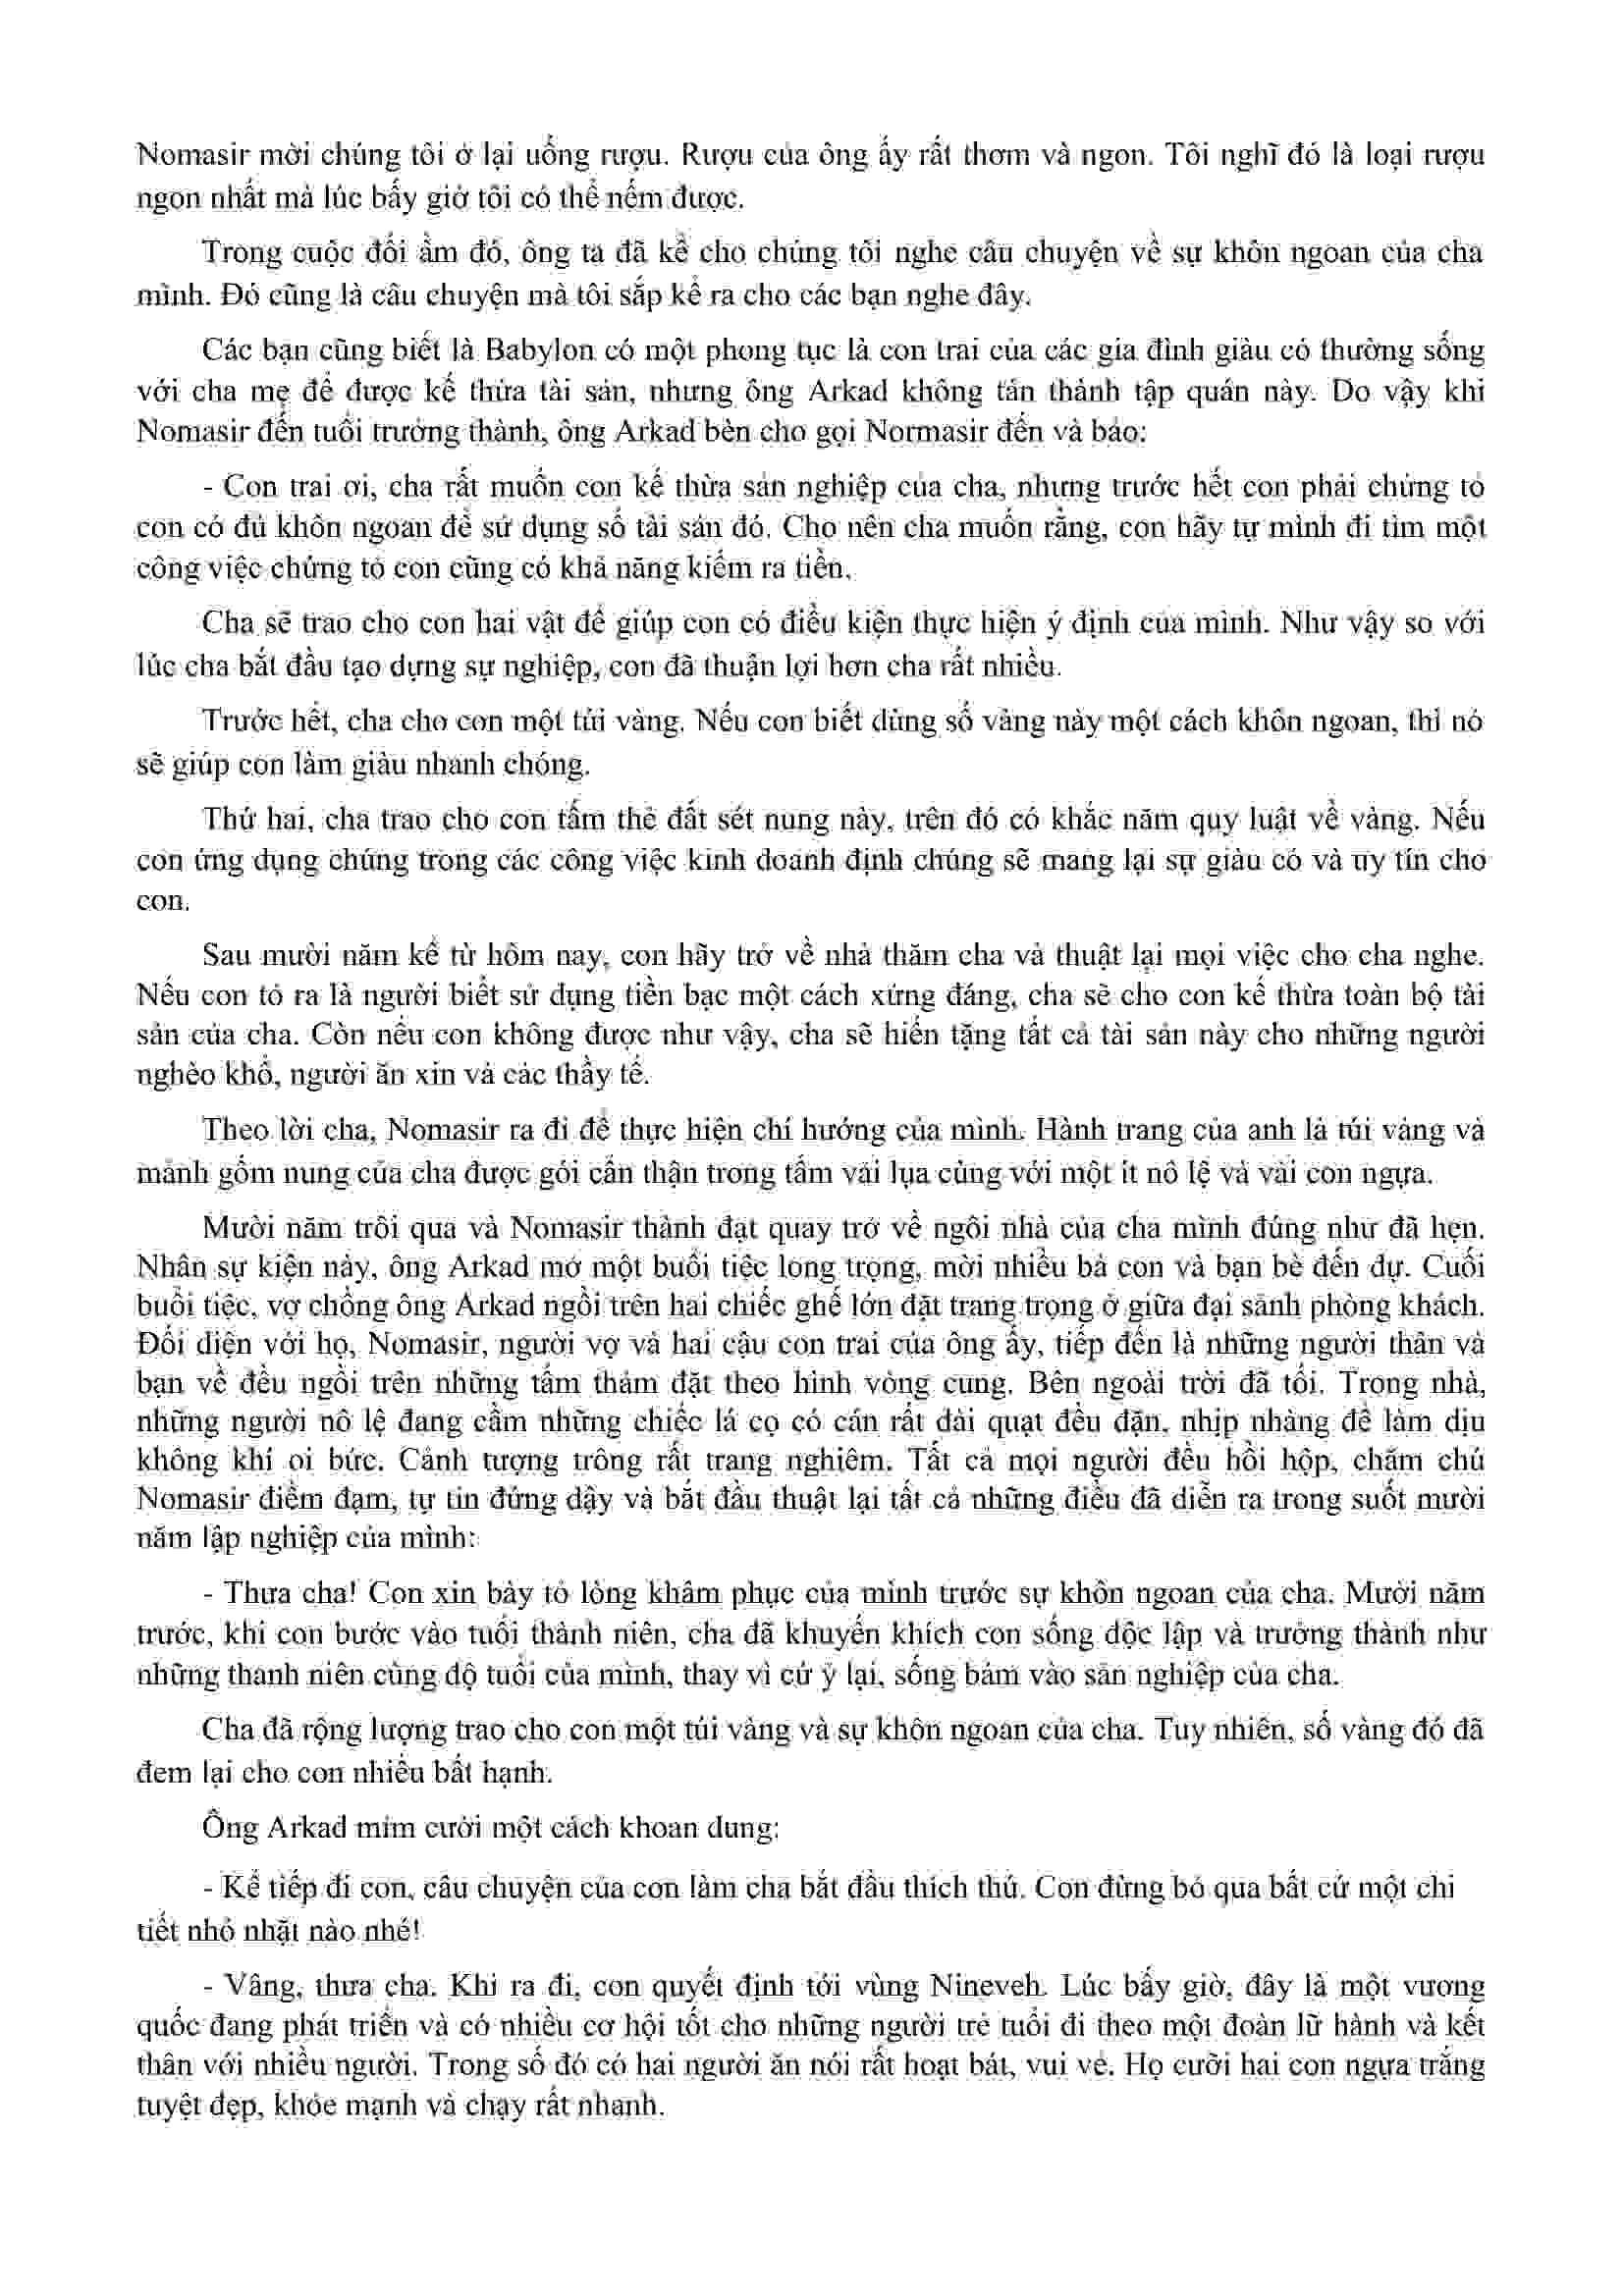 Nomasir mời chúng tôi ở lại uống rượu. Rượu của ông ấy rất thơm và ngon. Tôi nghĩ đó là loại rượu
ngon nhất mà lúc bấy giờ tôi có thể nếm được.
Trong cuộc đối ẩm đó, ông ta đã kể cho chúng tôi nghe câu chuyện về sự khôn ngoan của cha
mình. Đó cũng là câu chuyện mà tôi sắp kể ra cho các bạn nghe đây.
Các bạn cũng biết là Babylon có một phong tục là con trai của các gia đình giàu có thường sống
với cha mẹ để được kế thừa tài sản, nhưng ông Arkad không tán thành tập quán này. Do vậy khi
Nomasir đến tuổi trưởng thành, ông Arkad bèn cho gọi Normasir đến và bảo:
- Con trai ơi, cha rất muốn con kế thừa sản nghiệp của cha, nhưng trước hết con phải chứng tỏ
con có đủ khôn ngoan để sử dụng số tài sản đó. Cho nên cha muốn rằng, con hãy tự mình đi tìm một
công việc chứng tỏ con cũng có khả năng kiếm ra tiền.
Cha sẽ trao cho con hai vật để giúp con có điều kiện thực hiện ý định của mình. Như vậy so với
lúc cha bắt đầu tạo dựng sự nghiệp, con đã thuận lợi hơn cha rất nhiều.
Trước hết, cha cho con một túi vàng. Nếu con biết dùng số vàng này một cách khôn ngoan, thì nó
sẽ giúp con làm giàu nhanh chóng.
Thứ hai, cha trao cho con tấm thẻ đất sét nung này, trên đó có khắc năm quy luật về vàng. Nếu
con ứng dụng chúng trong các công việc kinh doanh định chúng sẽ mang lại sự giàu có và uy tín cho
con.
Sau mười năm kể từ hôm nay, con hãy trở về nhà thăm cha và thuật lại mọi việc cho cha nghe.
Nếu con tỏ ra là người biết sử dụng tiền bạc một cách xứng đáng, cha sẽ cho con kế thừa toàn bộ tài
sản của cha. Còn nếu con không được như vậy, cha sẽ hiến tặng tất cả tài sản này cho những người
nghèo khổ, người ăn xin và các thầy tế.
Theo lời cha, Nomasir ra đi để thực hiện chí hướng của mình. Hành trang của anh là túi vàng và
mảnh gốm nung của cha được gói cẩn thận trong tấm vải lụa cùng với một ít nô lệ và vài con ngựa.
Mười năm trôi qua và Nomasir thành đạt quay trở về ngôi nhà của cha mình đúng như đã hẹn.
Nhân sự kiện này, ông Arkad mở một buổi tiệc long trọng, mời nhiều bà con và bạn bè đến dự. Cuối
buổi tiệc, vợ chồng ông Arkad ngồi trên hai chiếc ghế lớn đặt trang trọng ở giữa đại sảnh phòng khách.
Đối diện với họ, Nomasir, người vợ và hai cậu con trai của ông ấy, tiếp đến là những người thân và
bạn về đều ngồi trên những tấm thảm đặt theo hình vòng cung. Bên ngoài trời đã tối. Trong nhà,
những người nô lệ đang cầm những chiếc lá cọ có cán rất dài quạt đều đặn, nhịp nhàng để làm dịu
không khí oi bức. Cảnh tượng trông rất trang nghiêm. Tất cả mọi người đều hồi hộp, chăm chú
Nomasir điềm đạm, tự tin đứng dậy và bắt đầu thuật lại tất cả những điều đã diễn ra trong suốt mười
năm lập nghiệp của mình:
- Thưa cha! Con xin bày tỏ lòng khâm phục của mình trước sự khôn ngoan của cha. Mười năm
trước, khi con bước vào tuổi thành niên, cha đã khuyến khích con sống độc lập và trưởng thành như
những thanh niên cùng độ tuổi của mình, thay vì cứ ỷ lại, sống bám vào sản nghiệp của cha.
Cha đã rộng lượng trao cho con một túi vàng và sự khôn ngoan của cha. Tuy nhiên, số vàng đó đã
đem lại cho con nhiều bất hạnh.
Ông Arkad mỉm cười một cách khoan dung:
- Kể tiếp đi con, câu chuyện của con làm cha bắt đầu thích thú. Con đừng bỏ qua bất cứ một chi
tiết nhỏ nhặt nào nhé!
- Vâng, thưa cha. Khi ra đi, con quyết định tới vùng Nineveh. Lúc bấy giờ, đây là một vương
quốc đang phát triển và có nhiều cơ hội tốt cho những người trẻ tuổi đi theo một đoàn lữ hành và kết
thân với nhiều người. Trong số đó có hai người ăn nói rất hoạt bát, vui vẻ. Họ cưỡi hai con ngựa trắng
tuyệt đẹp, khỏe mạnh và chạy rất nhanh.